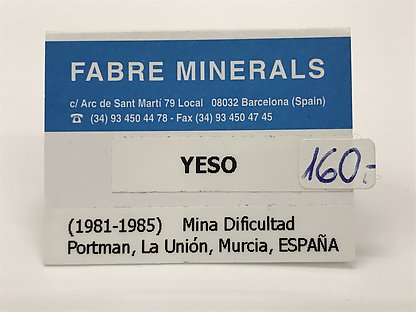 FABRE MINERALS
c/ Arc de Sant Martí 79 Local 08032 Barcelona (Spain)
☎ (34) 93 450 44 78 - Fax (34) 93 450 47 45
YESO
160.-
(1981-1985) Mina Dificultad
Portman, La Unión, Murcia, ESPAÑA